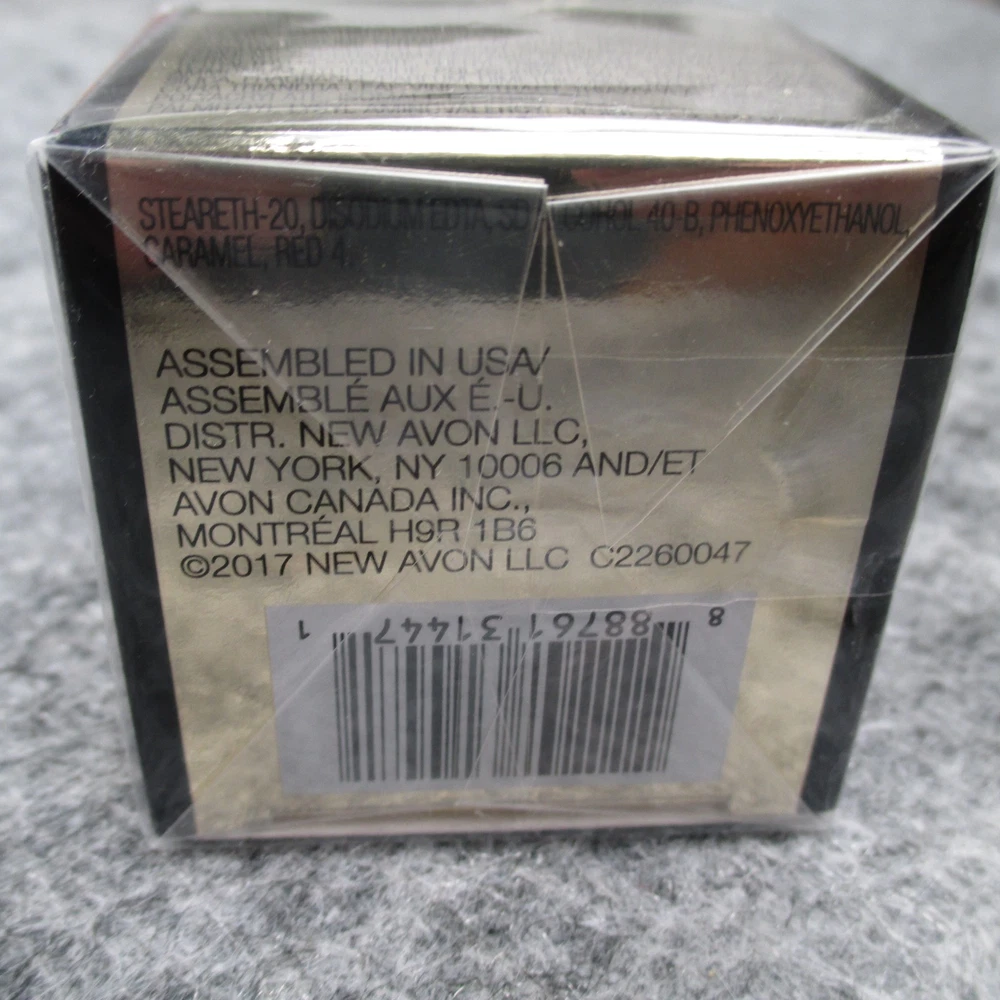 STEARETH-20, DISODIUM EDTA, SD ALCOHOL 40-B, PHENOXYETHANOL,
CARAMEL, RED 4.
ASSEMBLED IN USA/
ASSEMBLÉ AUX É.-U.
DISTR. NEW AVON LLC,
NEW YORK, NY 10006 AND/ET
AVON CANADA INC.,
MONTRÉAL H9R 1B6
©2017 NEW AVON LLC C2260047
8 88761 31447 1